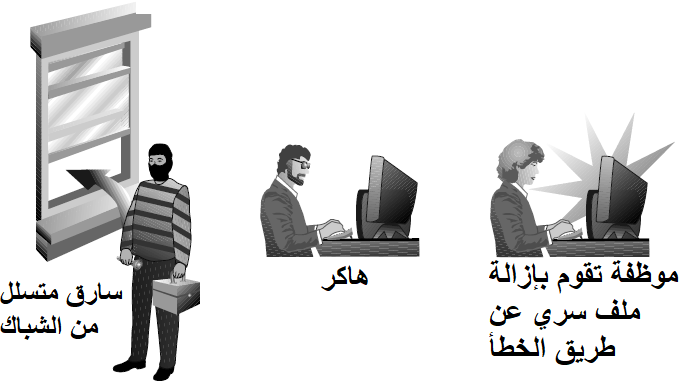 سارق متسلل
من الشباك
هاكر
موظفة تقوم بإزالة
ملف سري عن
طريق الخطأ